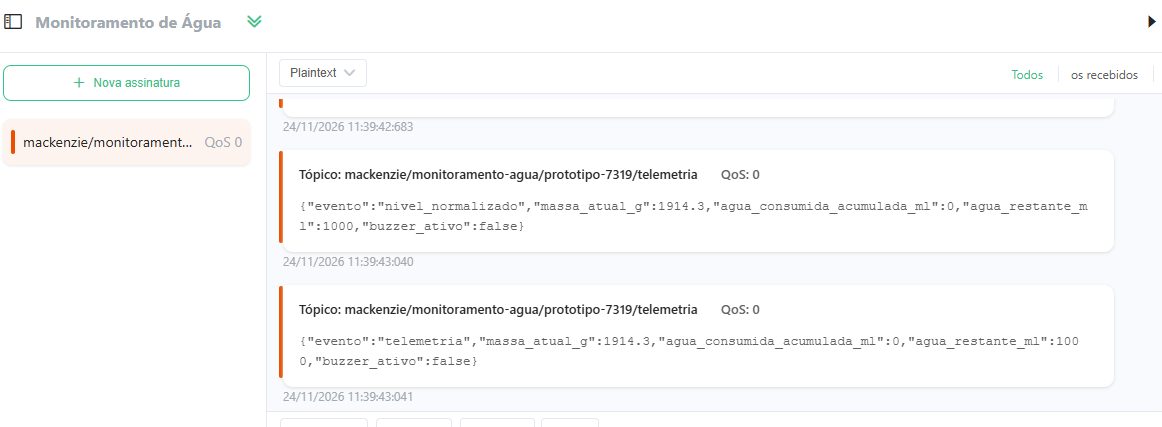 Monitoramento de Água
+ Nova assinatura
mackenzie/monitorament... QoS 0
Plaintext
Todos
os recebidos
24/11/2026 11:39:42:683
Tópico: mackenzie/monitoramento-agua/prototipo-7319/telemetria QoS: 0
{"evento":"nivel_normalizado","massa_atual_g":1914.3,"agua_consumida_acumulada_ml":0,"agua_restante_m
l":1000,"buzzer_ativo":false}
24/11/2026 11:39:43:040
Tópico: mackenzie/monitoramento-agua/prototipo-7319/telemetria QoS: 0
{"evento":"telemetria","massa_atual_g":1914.3,"agua_consumida_acumulada_ml":0,"agua_restante_ml":100
0,"buzzer_ativo":false}
24/11/2026 11:39:43:041